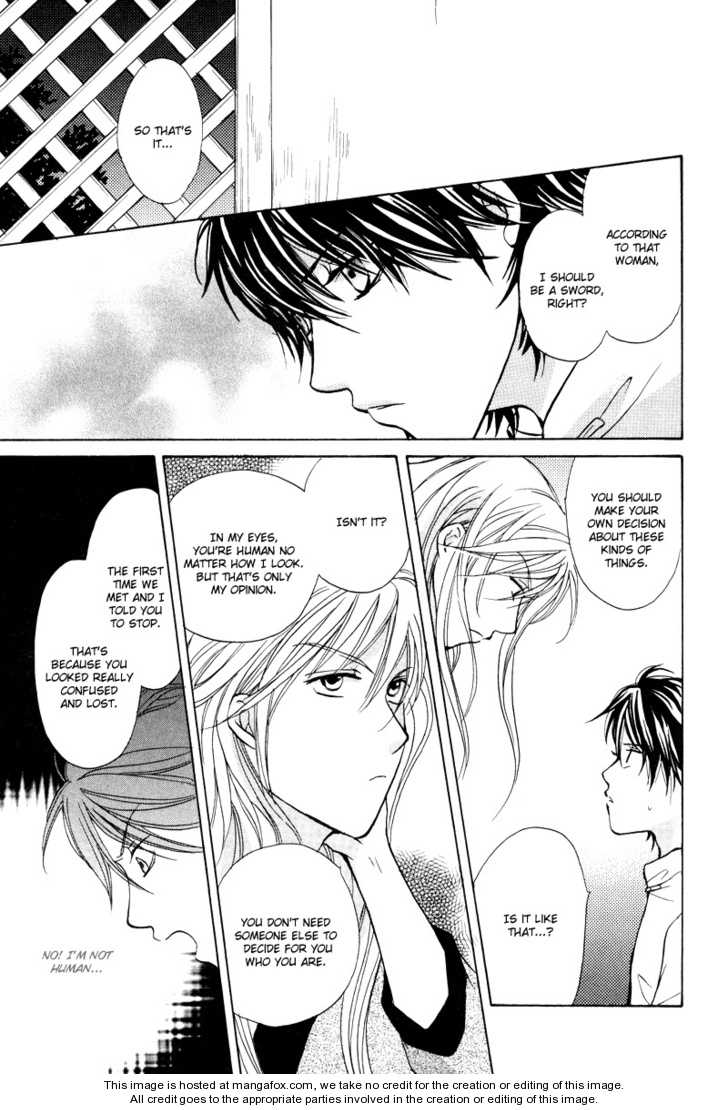 SO THAT'S
IT...
ACCORDING
TO THAT
WOMAN,
I SHOULD
BE A SWORD,
RIGHT?
YOU SHOULD
MAKE YOUR
OWN DECISION
ABOUT THESE
KINDS OF
THINGS.
IS IT LIKE
THAT...?
ISN'T IT?
IN MY EYES,
YOU'RE HUMAN NO
MATTER HOW I LOOK.
BUT THAT'S ONLY
MY OPINION.
YOU DON'T NEED
SOMEONE ELSE TO
DECIDE FOR YOU
WHO YOU ARE.
THE FIRST
TIME WE
MET AND I
TOLD YOU
TO STOP.
THAT'S
BECAUSE YOU
LOOKED REALLY
CONFUSED
AND LOST.
NO! I'M NOT
HUMAN...
This image is hosted at mangafox.com, we take no credit for the creation or editing of this image.
All credit goes to the appropriate parties involved in the creation or editing of this image.